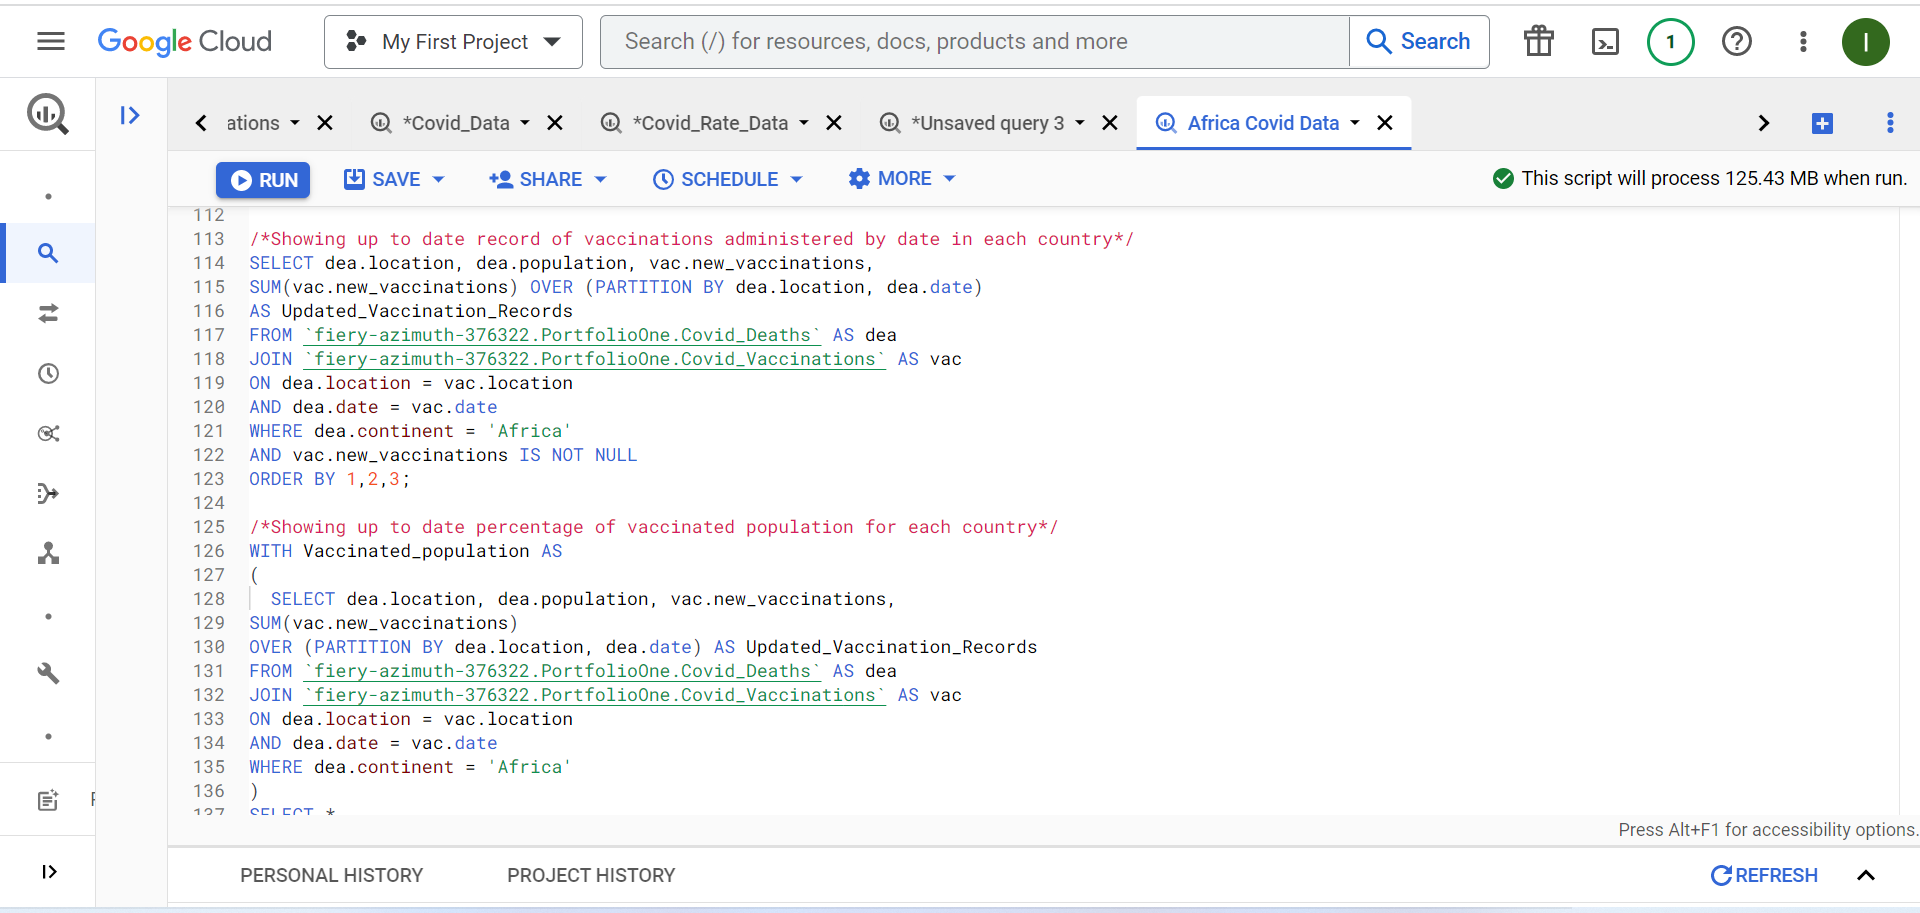 Google Cloud
My First Project
Search (/) for resources, docs, products and more
Search
1
I
ations
*Covid_Data
*Covid_Rate_Data
*Unsaved query 3
Africa Covid Data
RUN
SAVE
SHARE
SCHEDULE
MORE
This script will process 125.43 MB when run.
112
113 /*Showing up to date record of vaccinations administered by date in each country*/
114 SELECT dea.location, dea.population, vac.new_vaccinations,
115 SUM(vac.new_vaccinations) OVER (PARTITION BY dea.location, dea.date)
116 AS Updated_Vaccination_Records
117 FROM `fiery-azimuth-376322.PortfolioOne.Covid_Deaths` AS dea
118 JOIN `fiery-azimuth-376322.PortfolioOne.Covid_Vaccinations` AS vac
119 ON dea.location = vac.location
120 AND dea.date = vac.date
121 WHERE dea.continent = 'Africa'
122 AND vac.new_vaccinations IS NOT NULL
123 ORDER BY 1,2,3;
124
125 /*Showing up to date percentage of vaccinated population for each country*/
126 WITH Vaccinated_population AS
127 (
128 SELECT dea.location, dea.population, vac.new_vaccinations,
129 SUM(vac.new_vaccinations)
130 OVER (PARTITION BY dea.location, dea.date) AS Updated_Vaccination_Records
131 FROM `fiery-azimuth-376322.PortfolioOne.Covid_Deaths` AS dea
132 JOIN `fiery-azimuth-376322.PortfolioOne.Covid_Vaccinations` AS vac
133 ON dea.location = vac.location
134 AND dea.date = vac.date
135 WHERE dea.continent = 'Africa'
136 )
137 SELECT *
Press Alt+F1 for accessibility options.
PERSONAL HISTORY
PROJECT HISTORY
REFRESH